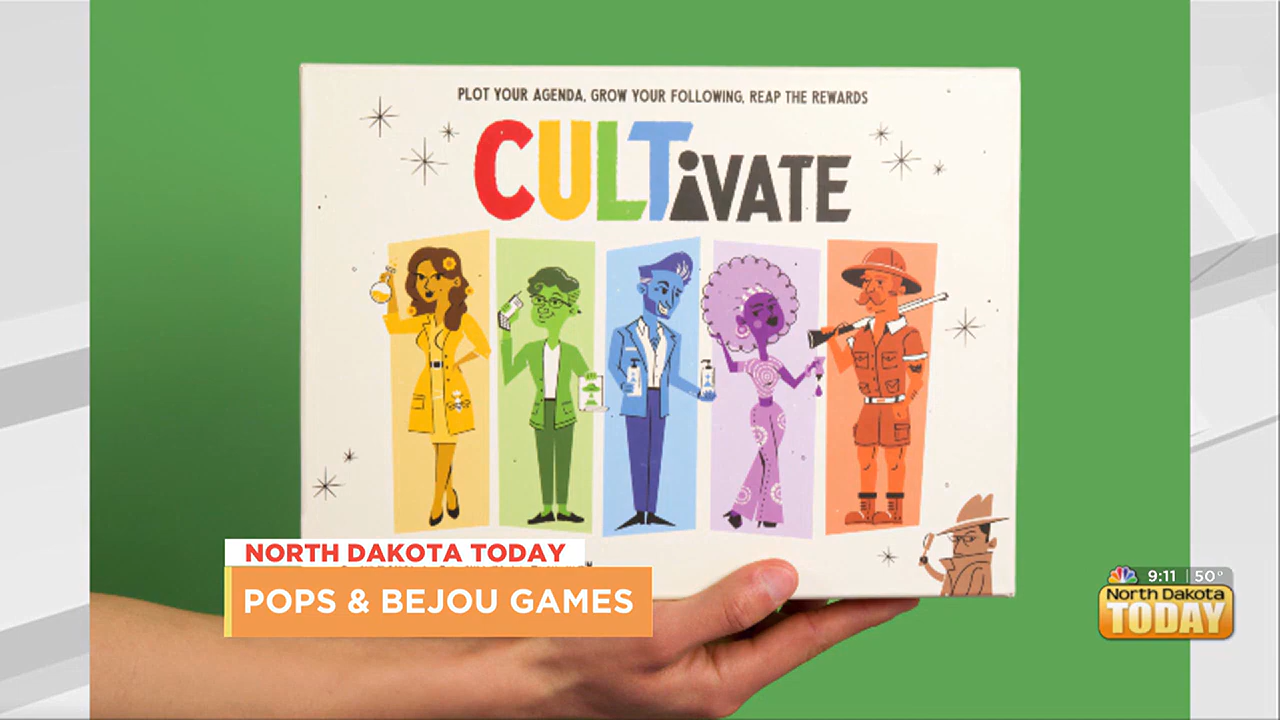 PLOT YOUR AGENDA, GROW YOUR FOLLOWING, REAP THE REWARDS
CULTiVATE
NORTH DAKOTA TODAY
POPS & BEJOU GAMES
9:11 | 50°
North Dakota
TODAY